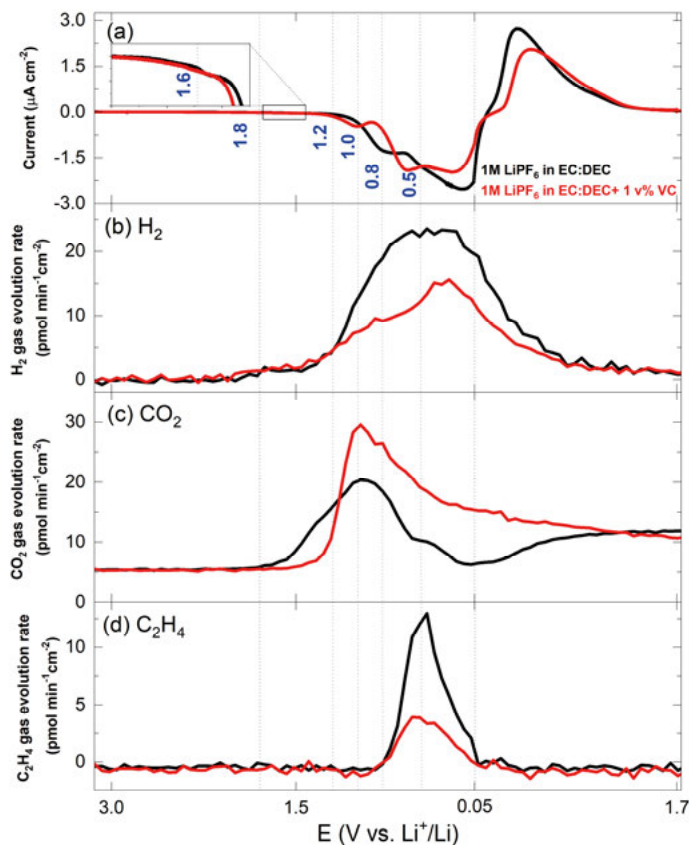 (a)
Current (μA cm⁻²)
3.0
1.5
0.0
-1.5
-3.0
1.6
1.8
1.2
1.0
0.8
0.5
1M LiPF₆ in EC:DEC
1M LiPF₆ in EC:DEC+ 1 v% VC
(b) H₂
H₂ gas evolution rate
(pmol min⁻¹cm⁻²)
20
10
0
(c) CO₂
CO₂ gas evolution rate
(pmol min⁻¹cm⁻²)
30
20
10
0
(d) C₂H₄
C₂H₄ gas evolution rate
(pmol min⁻¹cm⁻²)
10
5
0
3.0 1.5 0.05 1.7
E (V vs. Li⁺/Li)